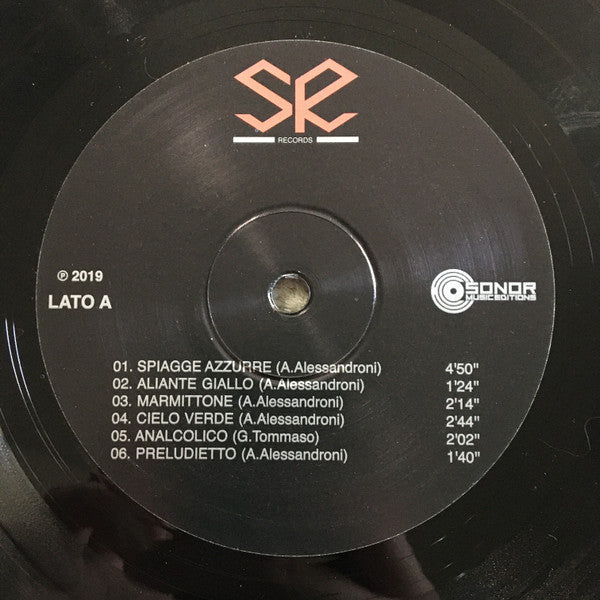 SR
RECORDS
℗ 2019
LATO A
SONOR
MUSIC EDITIONS
01. SPIAGGE AZZURRE (A.Alessandroni) 4'50"
02. ALIANTE GIALLO (A.Alessandroni) 1'24"
03. MARMITTONE (A.Alessandroni) 2'14"
04. CIELO VERDE (A.Alessandroni) 2'44"
05. ANALCOLICO (G.Tommaso) 2'02"
06. PRELUDIETTO (A.Alessandroni) 1'40"